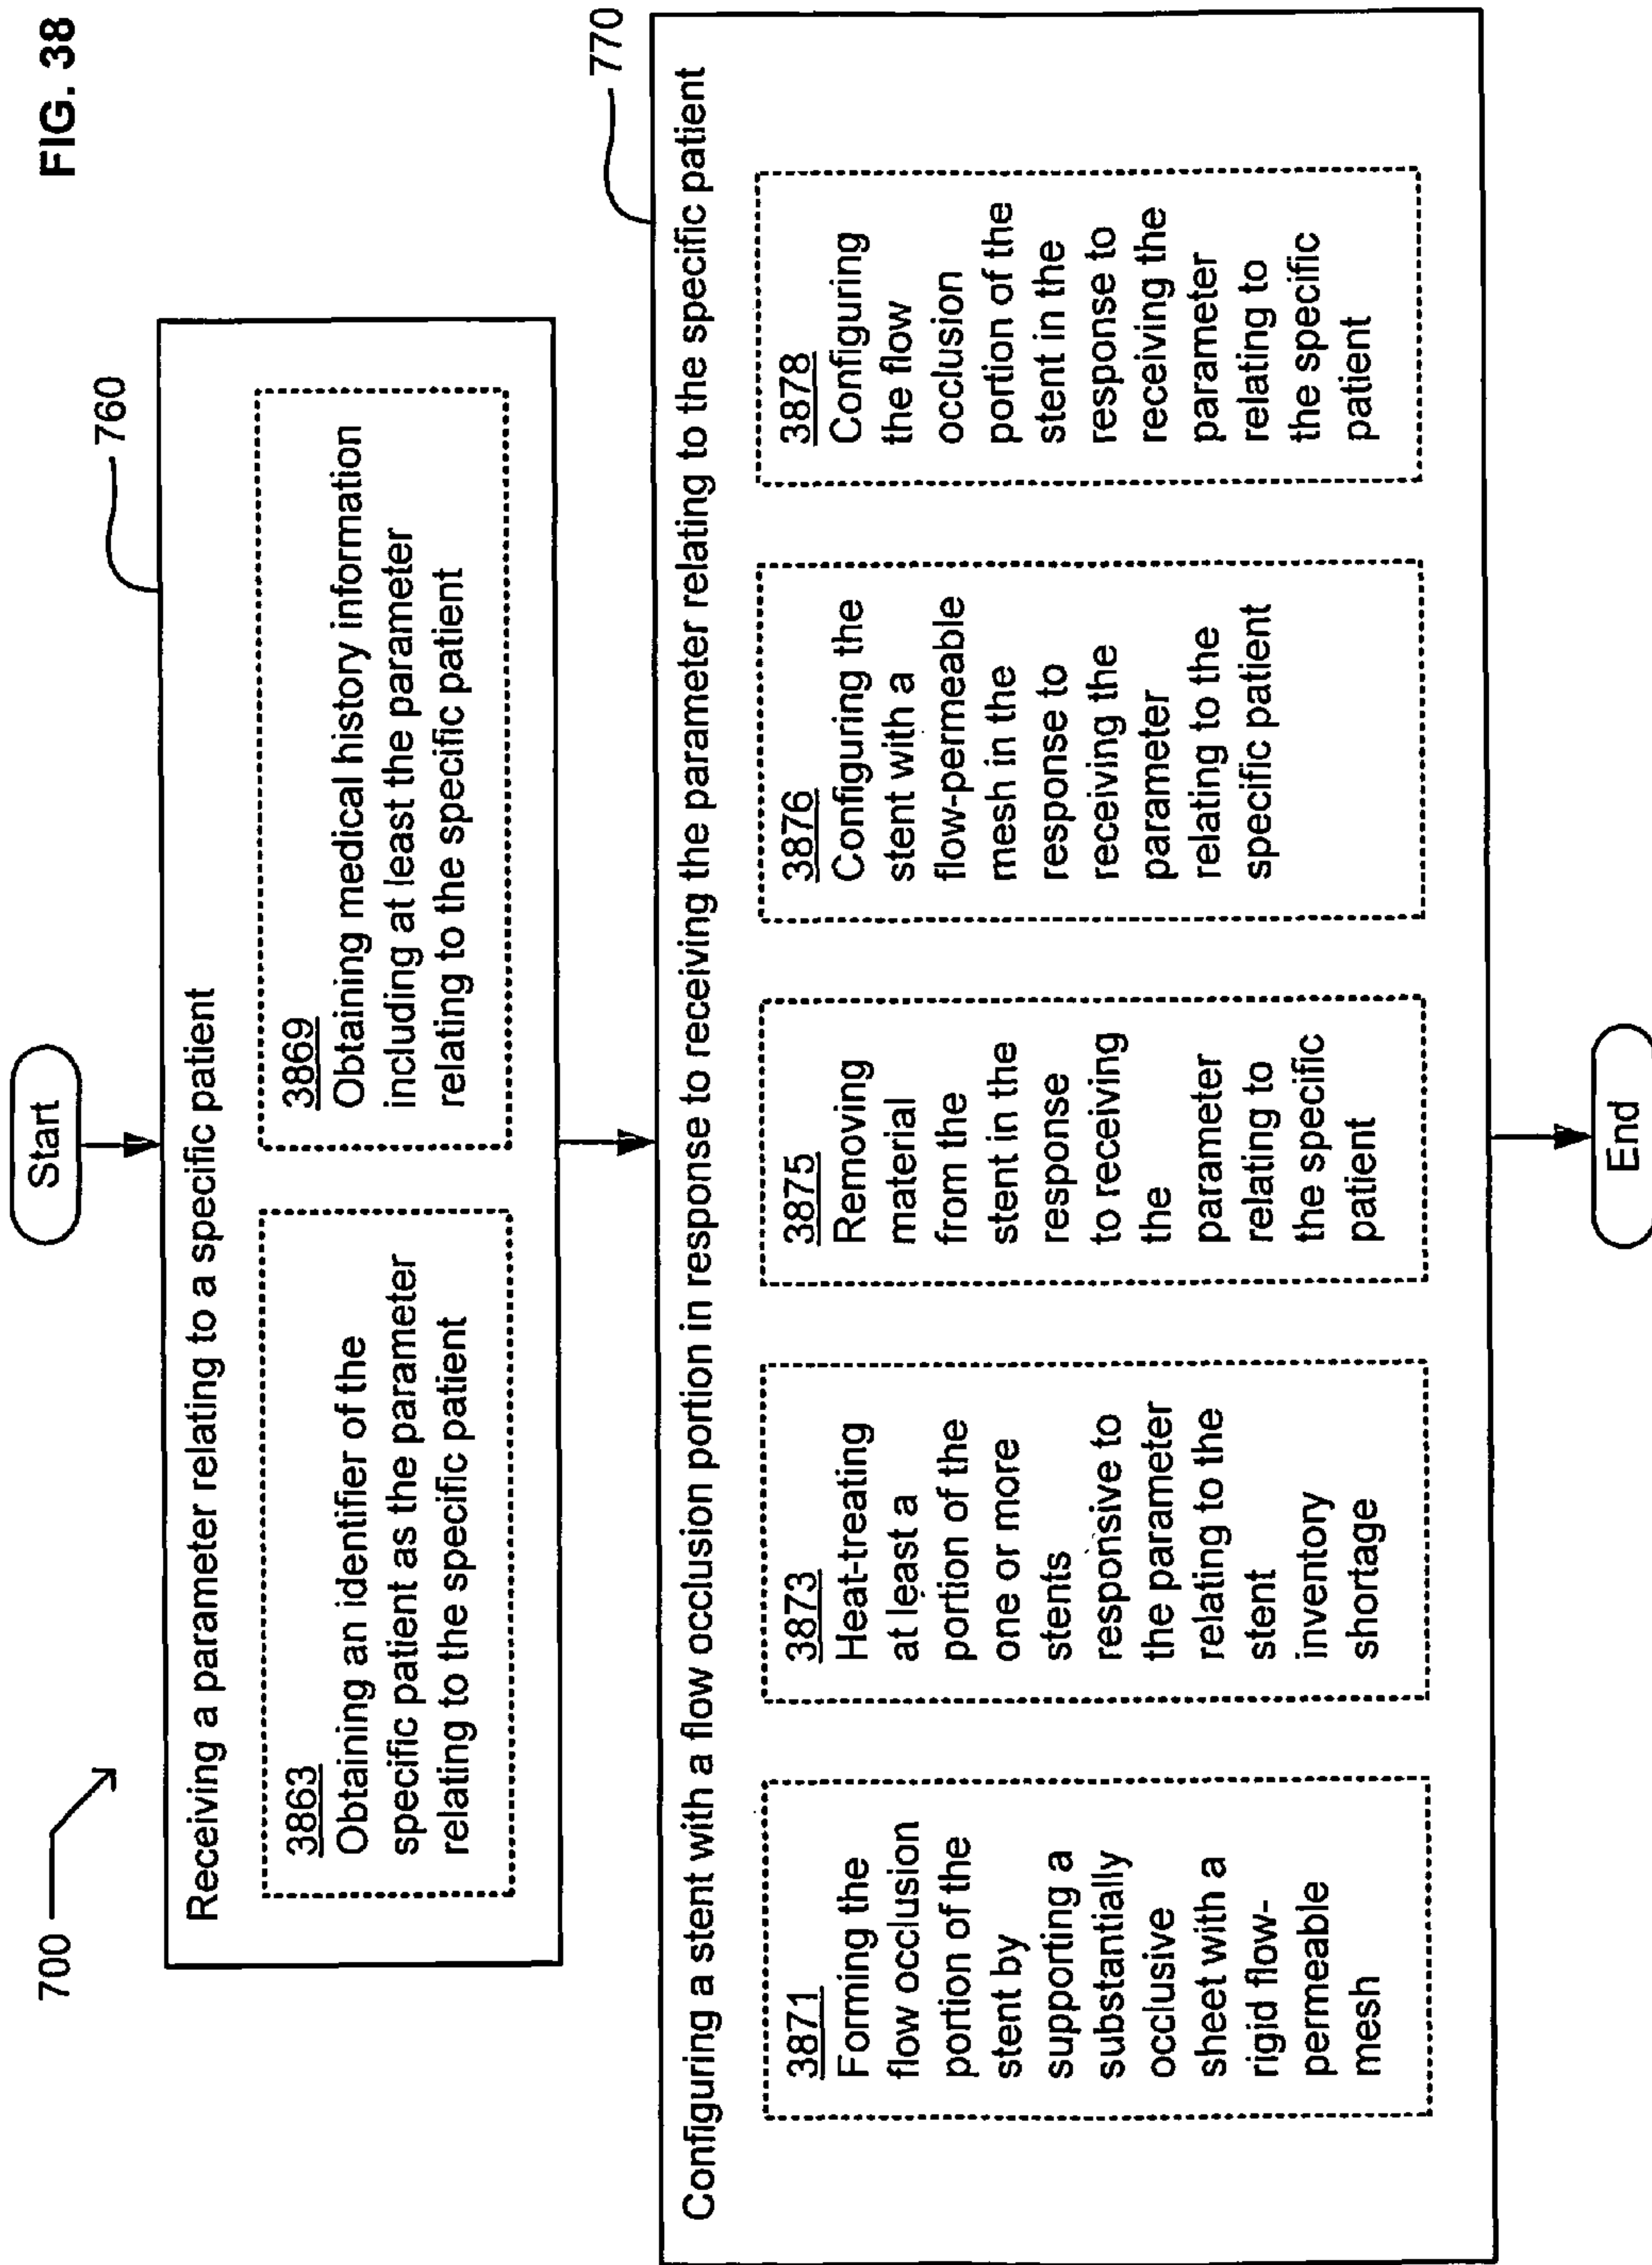 FIG. 38
700
Start
760
Receiving a parameter relating to a specific patient
3863
Obtaining an identifier of the
specific patient as the parameter
relating to the specific patient
3869
Obtaining medical history information
including at least the parameter
relating to the specific patient
770
Configuring a stent with a flow occlusion portion in response to receiving the parameter relating to the specific patient
3871
Forming the
flow occlusion
portion of the
stent by
supporting a
substantially
occlusive
sheet with a
rigid flow-
permeable
mesh
3873
Heat-treating
at least a
portion of the
one or more
stents
responsive to
the parameter
relating to the
stent
inventory
shortage
3875
Removing
material
from the
stent in the
response
to receiving
the
parameter
relating to
the specific
patient
3876
Configuring the
stent with a
flow-permeable
mesh in the
response to
receiving the
parameter
relating to the
specific patient
3878
Configuring
the flow
occlusion
portion of the
stent in the
response to
receiving the
parameter
relating to
the specific
patient
End